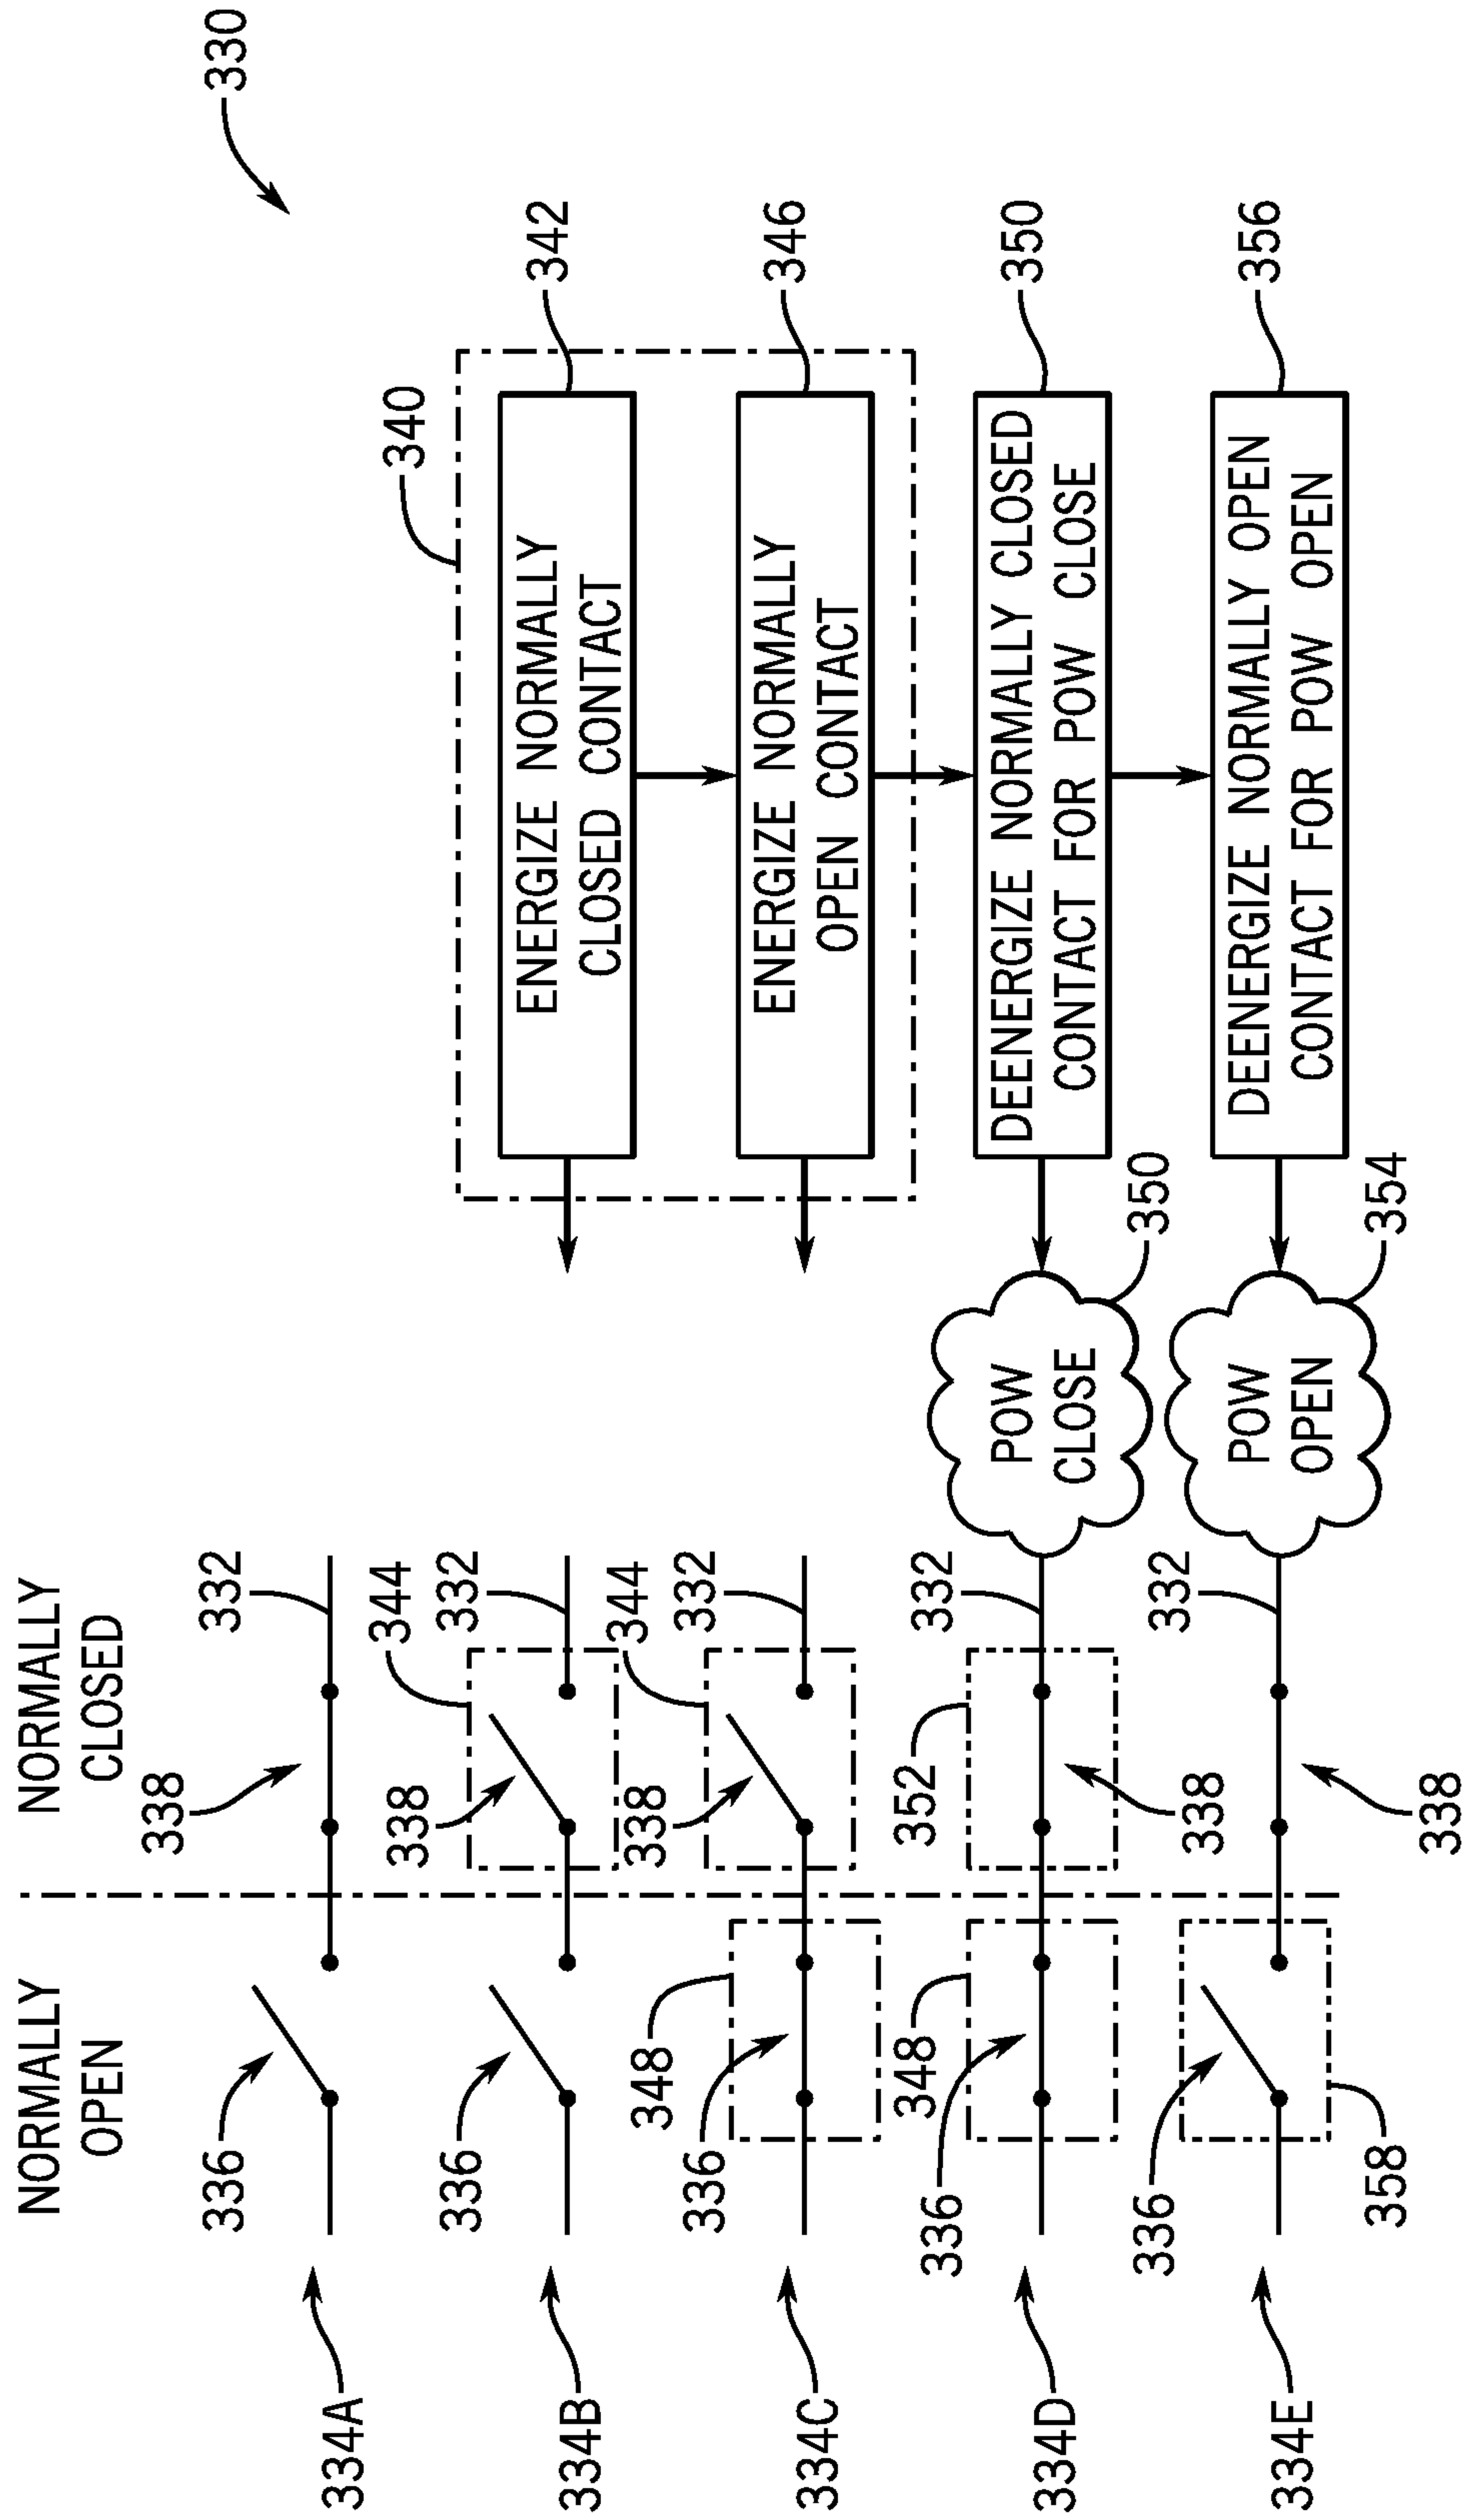 330
NORMALLY
OPEN
NORMALLY
CLOSED
334A
336
338
332
340
334B
336
338
344
332
ENERGIZE NORMALLY
CLOSED CONTACT
342
334C
336
348
338
344
332
ENERGIZE NORMALLY
OPEN CONTACT
346
334D
336
348
352
338
332
POW
CLOSE
350
DEENERGIZE NORMALLY CLOSED
CONTACT FOR POW CLOSE
350
334E
336
358
338
332
POW
OPEN
354
DEENERGIZE NORMALLY OPEN
CONTACT FOR POW OPEN
356